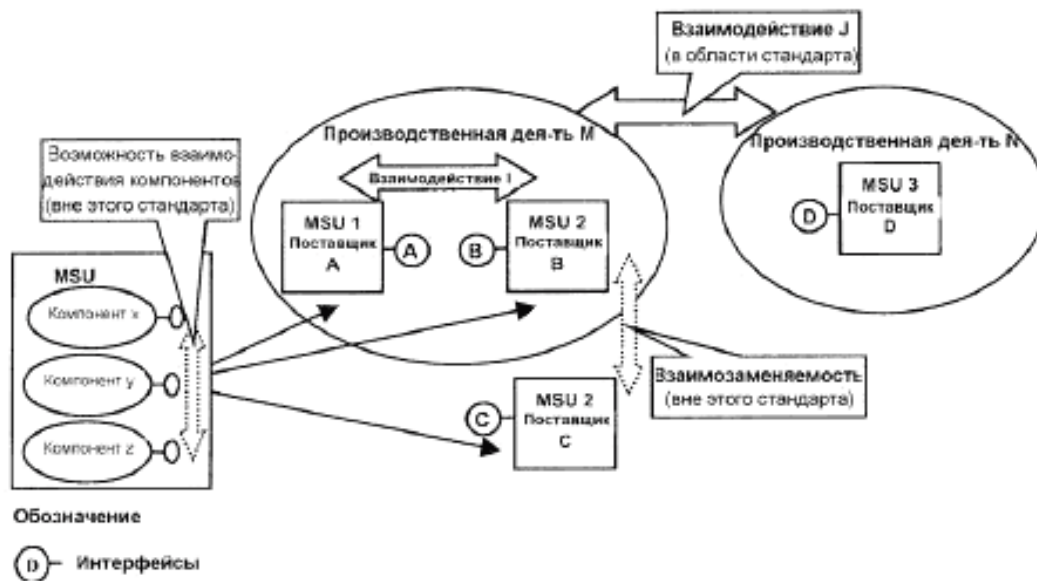 Взаимодействие J
(в области стандарта)
Производственная дея-ть M
Производственная дея-ть N
Возможность взаимо-
действия компонентов
(вне этого стандарта)
Взаимодействие I
MSU 1
Поставщик
A
A
B
MSU 2
Поставщик
B
D
MSU 3
Поставщик
D
MSU
Компонент x
Компонент y
Компонент z
C
MSU 2
Поставщик
C
Взаимозаменяемость
(вне этого стандарта)
Обозначение
D
Интерфейсы